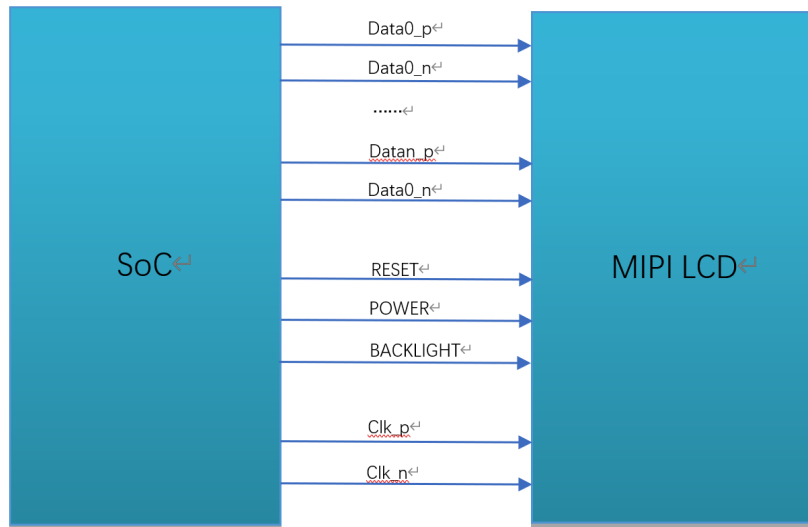 Data0_p
Data0_n
......
Datan_p
Data0_n
SoC
MIPI LCD
RESET
POWER
BACKLIGHT
Clk_p
Clk_n